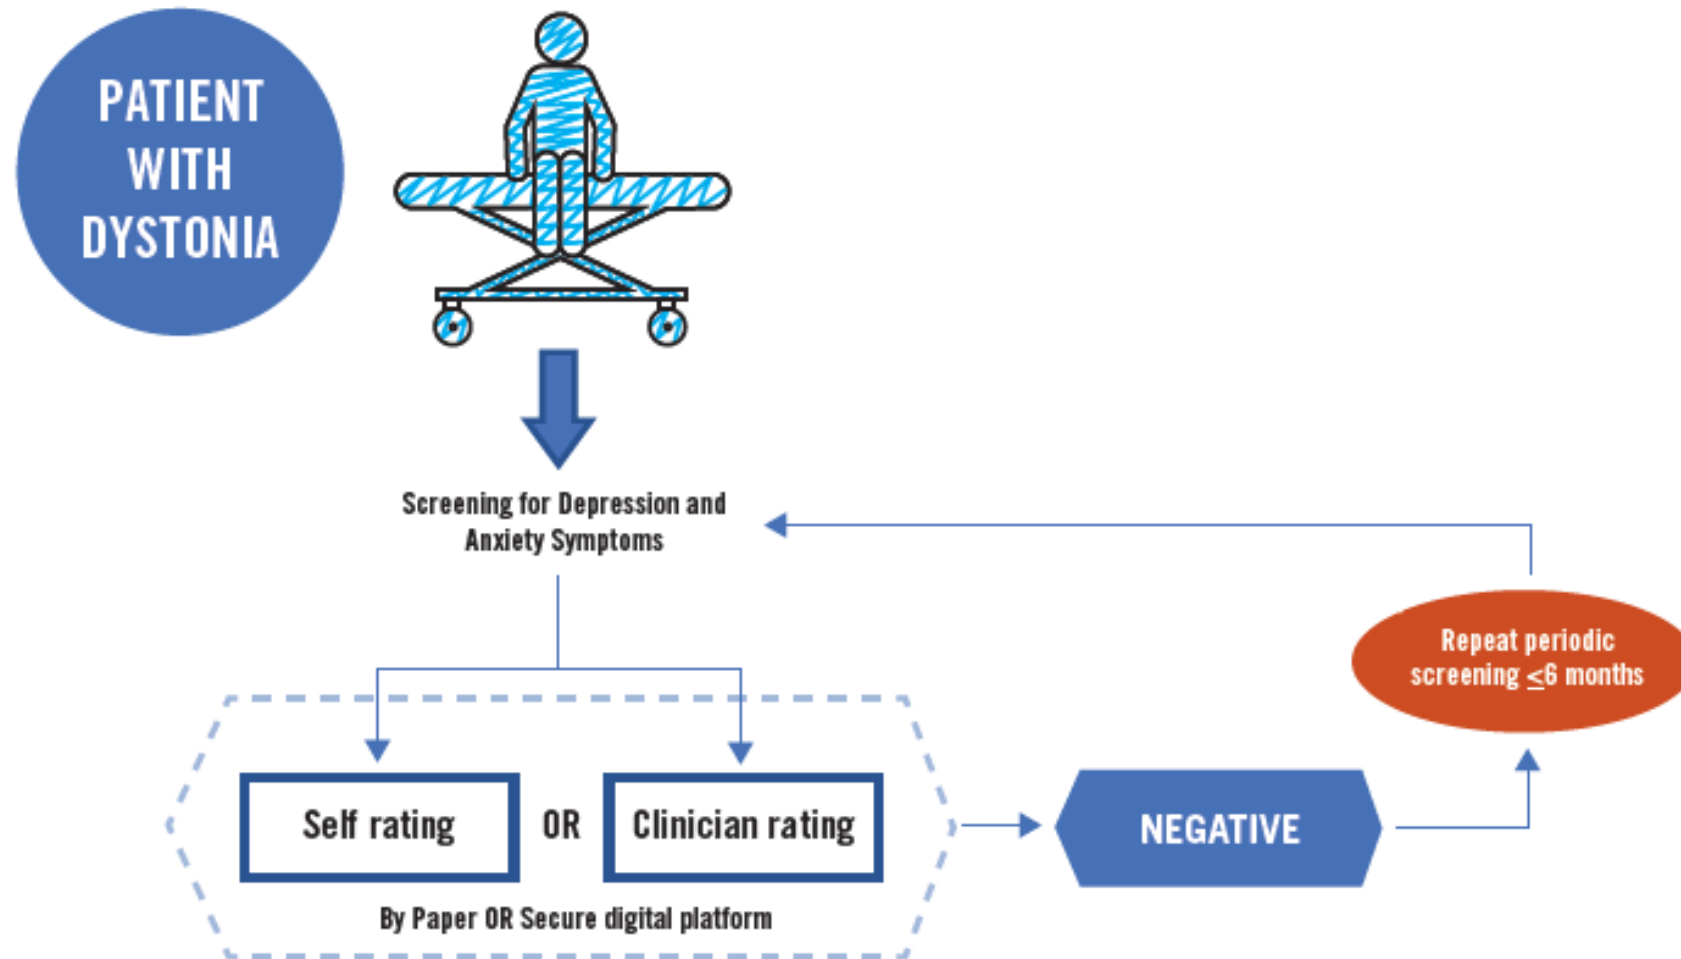 PATIENT
WITH
DYSTONIA
Screening for Depression and
Anxiety Symptoms
Repeat periodic
screening ≤6 months
Self rating
OR
Clinician rating
NEGATIVE
By Paper OR Secure digital platform